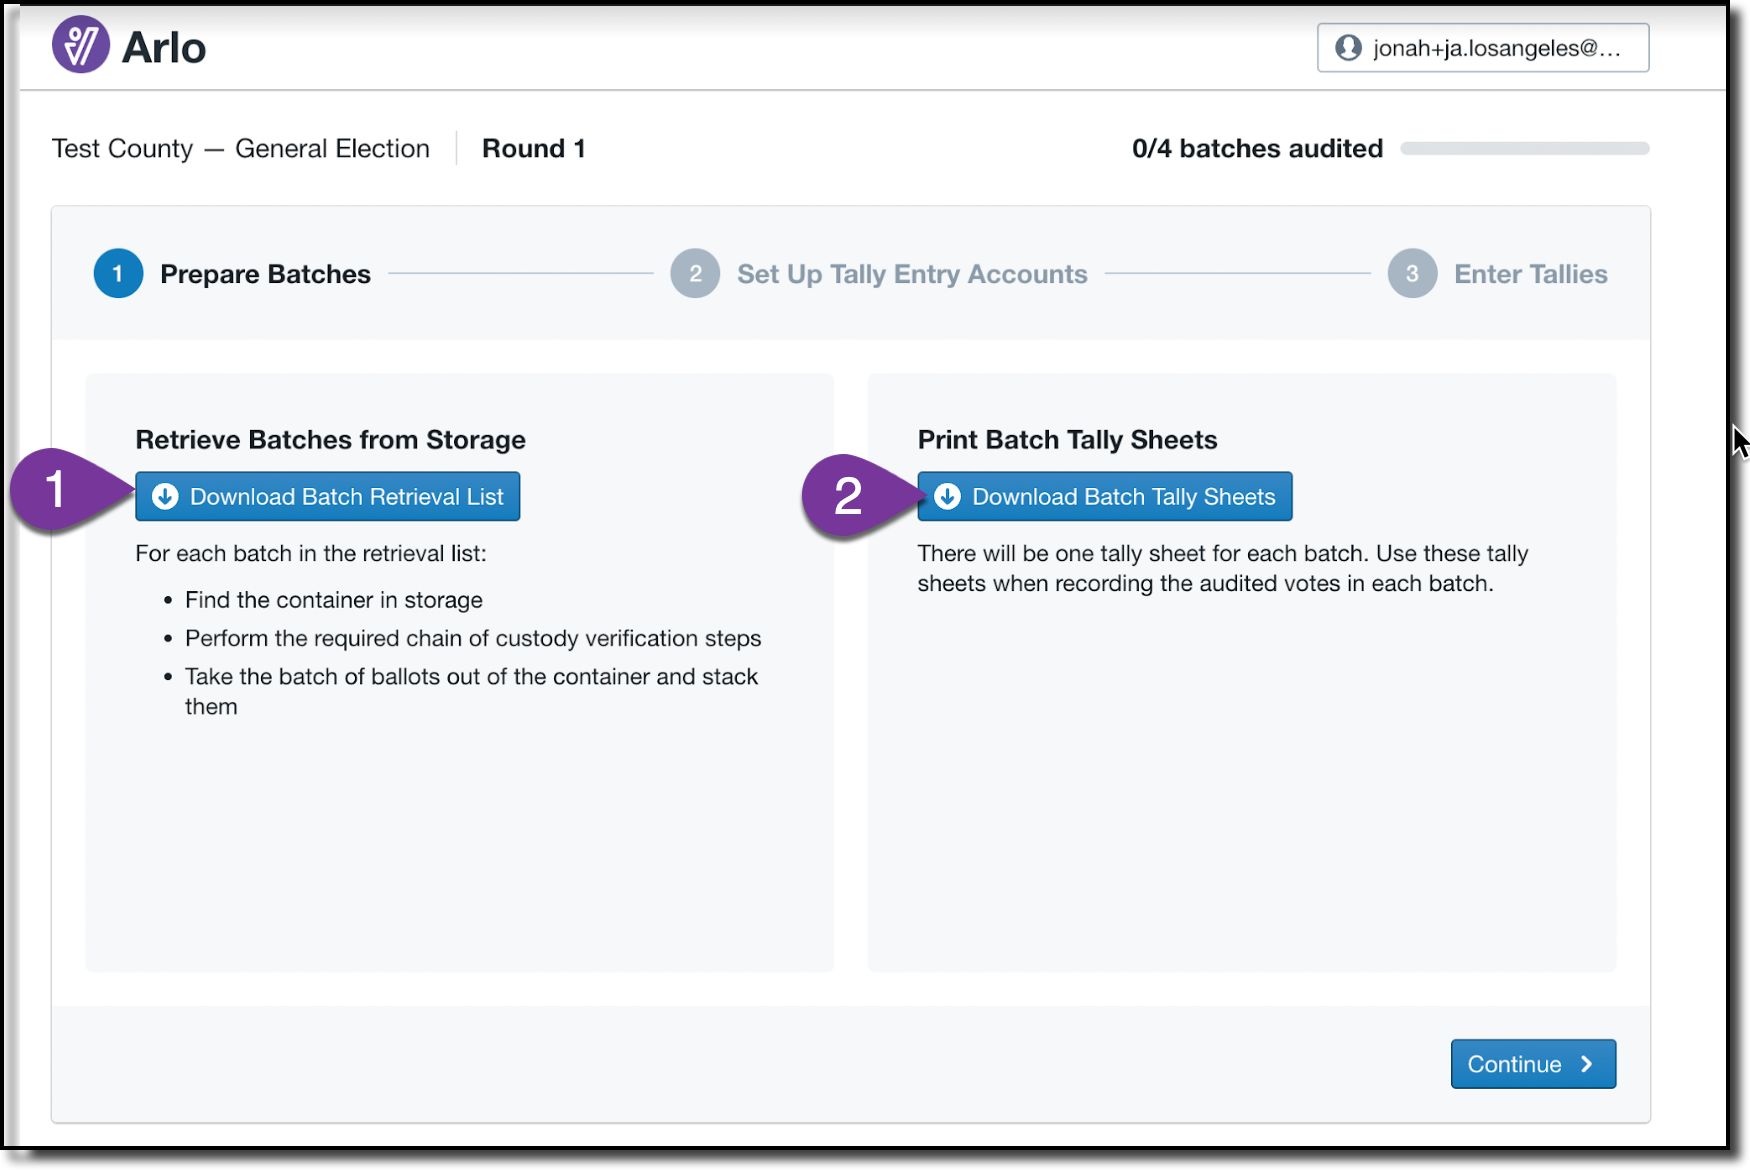 Arlo
jonah+ja.losangeles@...
Test County — General Election
Round 1
0/4 batches audited
1 Prepare Batches
2 Set Up Tally Entry Accounts
3 Enter Tallies
Retrieve Batches from Storage
1
Download Batch Retrieval List
For each batch in the retrieval list:
• Find the container in storage
• Perform the required chain of custody verification steps
• Take the batch of ballots out of the container and stack
them
Print Batch Tally Sheets
2
Download Batch Tally Sheets
There will be one tally sheet for each batch. Use these tally
sheets when recording the audited votes in each batch.
Continue